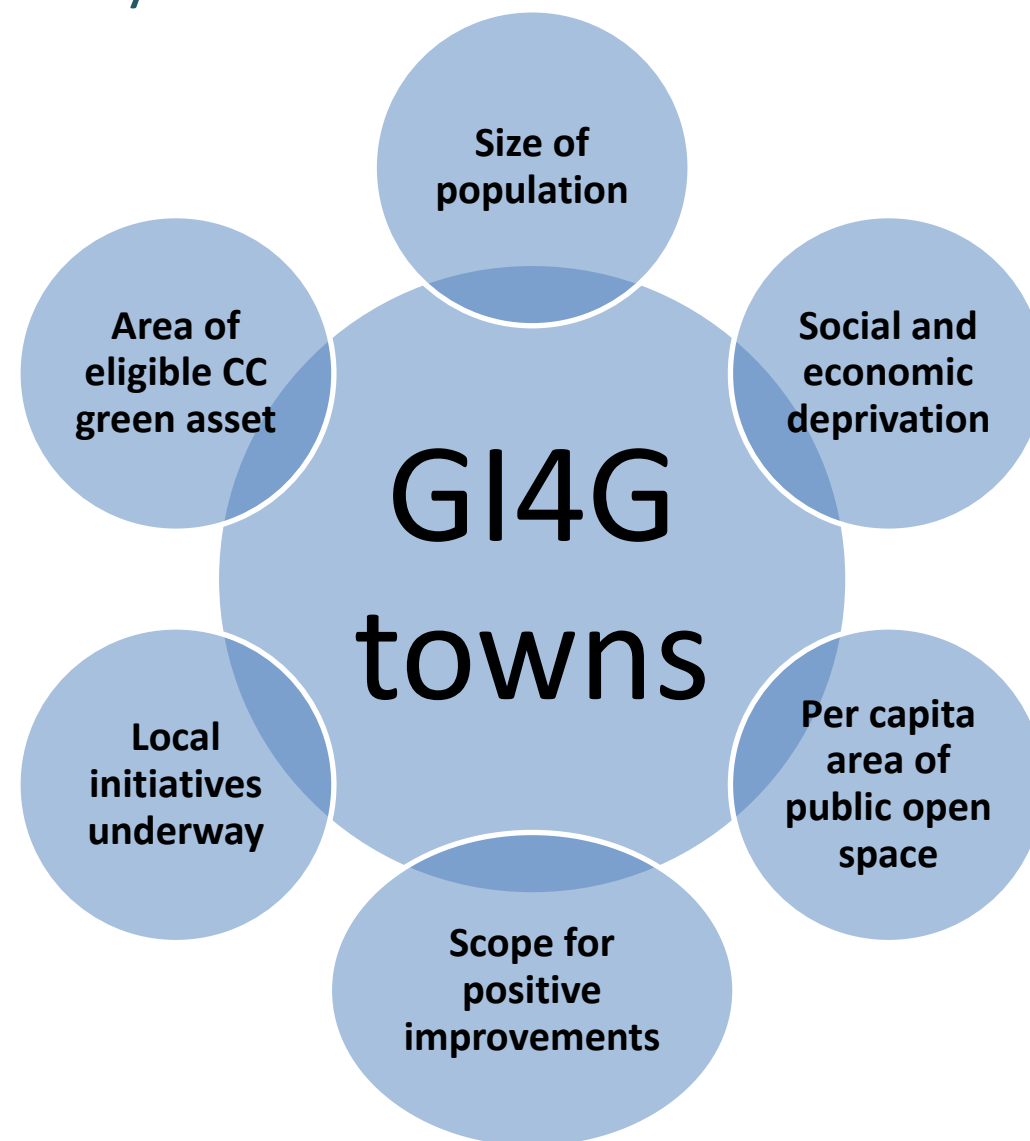 Size of
population
Social and
economic
deprivation
Per capita
area of
public open
space
Scope for
positive
improvements
Local
initiatives
underway
Area of
eligible CC
green asset
GI4G
towns